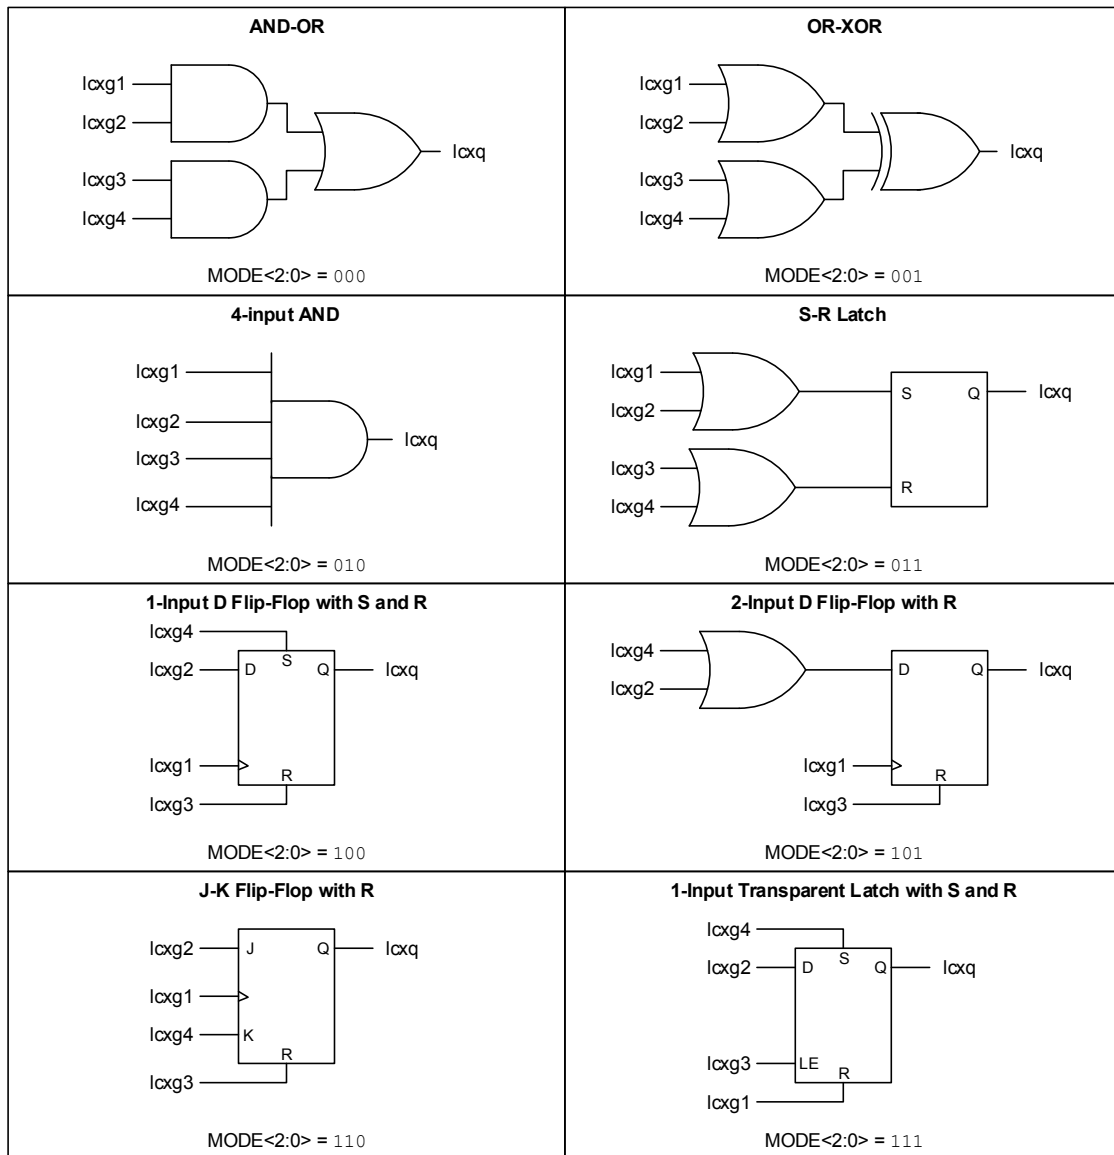 AND-OR
lcxg1
lcxg2
lcxg3
lcxg4
lcxq
MODE<2:0> = 000
OR-XOR
lcxg1
lcxg2
lcxg3
lcxg4
lcxq
MODE<2:0> = 001
4-input AND
lcxg1
lcxg2
lcxg3
lcxg4
lcxq
MODE<2:0> = 010
S-R Latch
lcxg1
lcxg2
lcxg3
lcxg4
S
Q
R
lcxq
MODE<2:0> = 011
1-Input D Flip-Flop with S and R
lcxg4
lcxg2
D
S
Q
lcxq
lcxg1
R
lcxg3
MODE<2:0> = 100
2-Input D Flip-Flop with R
lcxg4
lcxg2
D
Q
lcxq
lcxg1
R
lcxg3
MODE<2:0> = 101
J-K Flip-Flop with R
lcxg2
J
Q
lcxq
lcxg1
lcxg4
K
R
lcxg3
MODE<2:0> = 110
1-Input Transparent Latch with S and R
lcxg4
lcxg2
D
S
Q
lcxq
lcxg3
LE
R
lcxg1
MODE<2:0> = 111